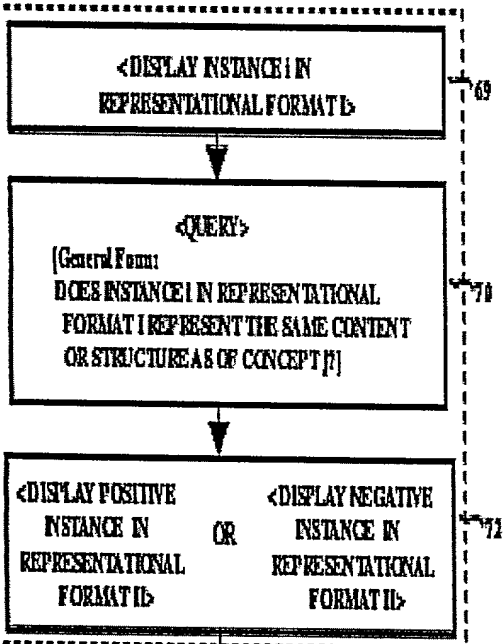 <DISPLAY INSTANCE i IN
REPRESENTATIONAL FORMAT I>
69
<QUERY>
[General Form:
DOES INSTANCE I IN REPRESENTATIONAL
FORMAT I REPRESENT THE SAME CONTENT
OR STRUCTURE AS OF CONCEPT [?]
70
<DISPLAY POSITIVE
INSTANCE IN
REPRESENTATIONAL
FORMAT II>
OR
<DISPLAY NEGATIVE
INSTANCE IN
REPRESENTATIONAL
FORMAT II>
72